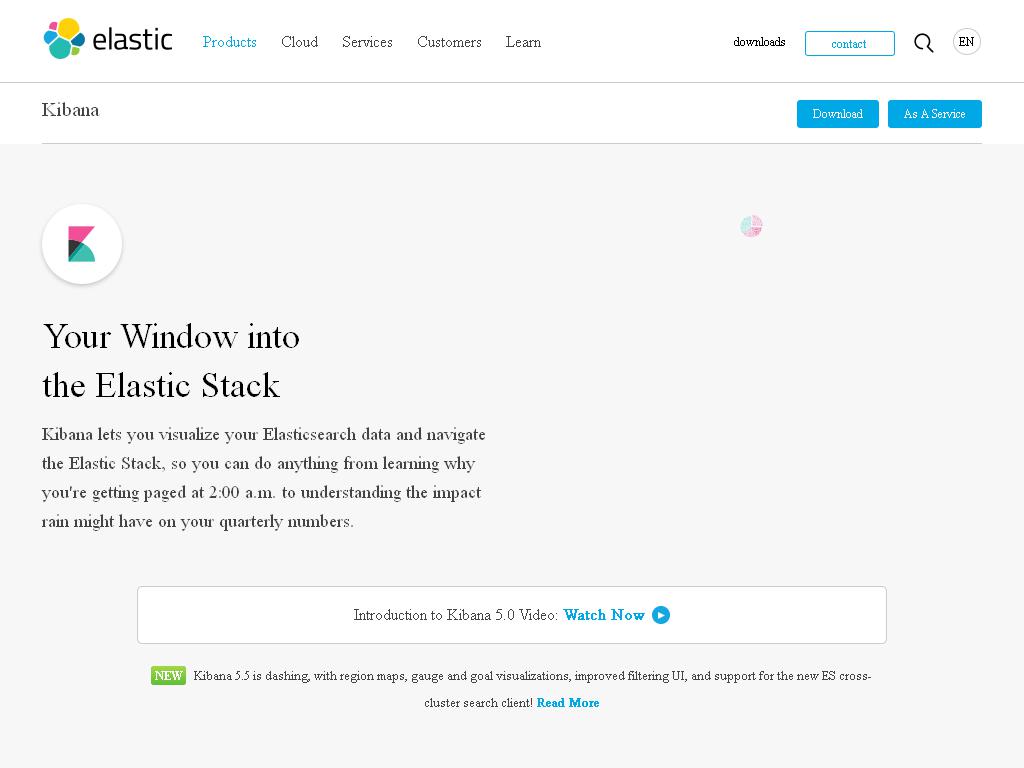 elastic
Products Cloud Services Customers Learn downloads contact EN
Kibana
Download As A Service
Your Window into
the Elastic Stack
Kibana lets you visualize your Elasticsearch data and navigate
the Elastic Stack, so you can do anything from learning why
you're getting paged at 2:00 a.m. to understanding the impact
rain might have on your quarterly numbers.
Introduction to Kibana 5.0 Video: Watch Now
NEW Kibana 5.5 is dashing, with region maps, gauge and goal visualizations, improved filtering UI, and support for the new ES cross-
cluster search client! Read More